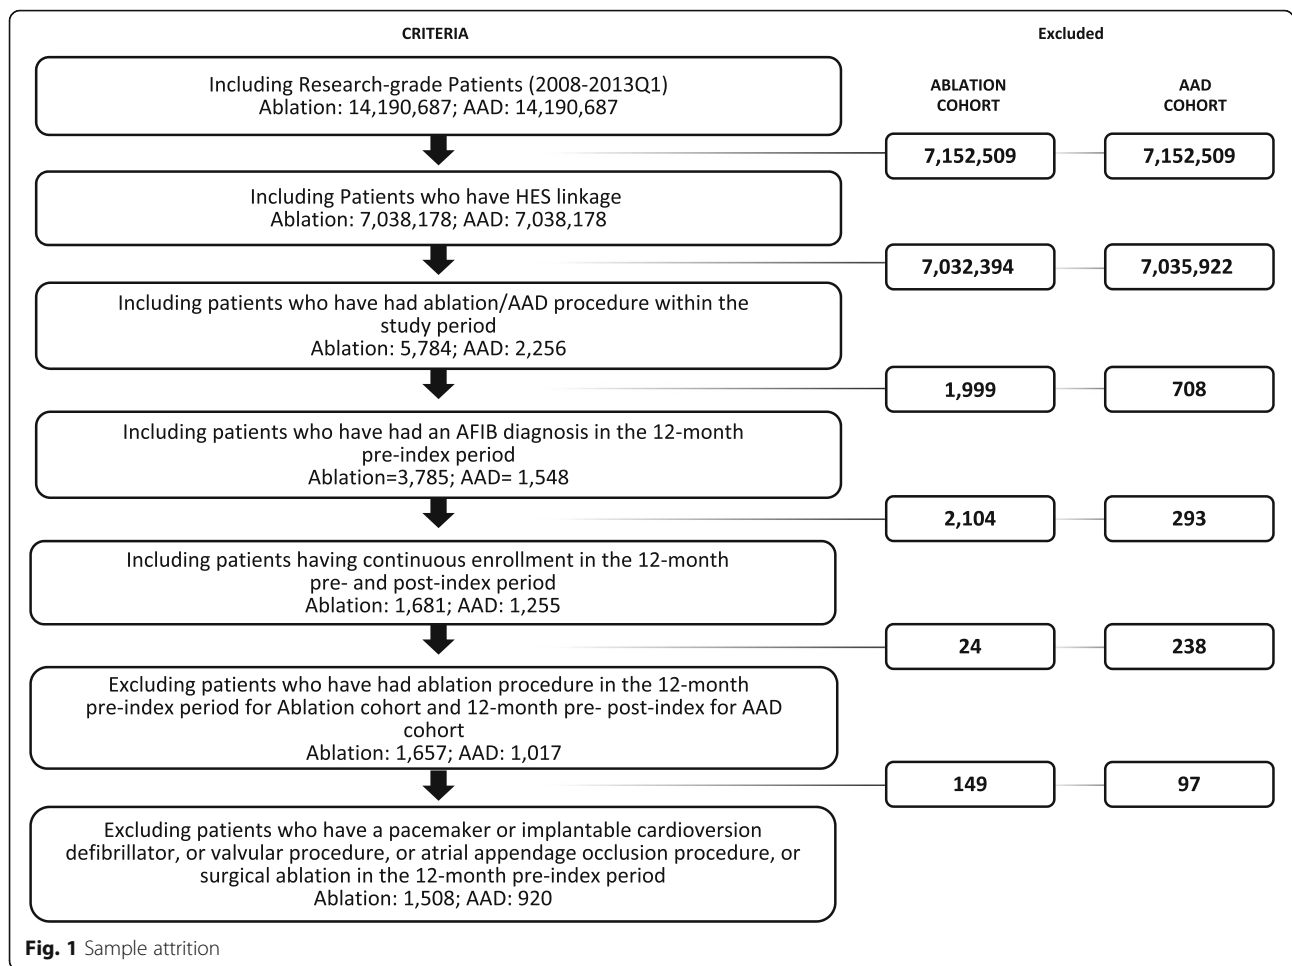 CRITERIA
Excluded
ABLATION
COHORT
AAD
COHORT
Including Research-grade Patients (2008-2013Q1)
Ablation: 14,190,687; AAD: 14,190,687
7,152,509
7,152,509
Including Patients who have HES linkage
Ablation: 7,038,178; AAD: 7,038,178
7,032,394
7,035,922
Including patients who have had ablation/AAD procedure within the
study period
Ablation: 5,784; AAD: 2,256
1,999
708
Including patients who have had an AFIB diagnosis in the 12-month
pre-index period
Ablation=3,785; AAD= 1,548
2,104
293
Including patients having continuous enrollment in the 12-month
pre- and post-index period
Ablation: 1,681; AAD: 1,255
24
238
Excluding patients who have had ablation procedure in the 12-month
pre-index period for Ablation cohort and 12-month pre- post-index for AAD
cohort
Ablation: 1,657; AAD: 1,017
149
97
Excluding patients who have a pacemaker or implantable cardioversion
defibrillator, or valvular procedure, or atrial appendage occlusion procedure, or
surgical ablation in the 12-month pre-index period
Ablation: 1,508; AAD: 920
Fig. 1 Sample attrition